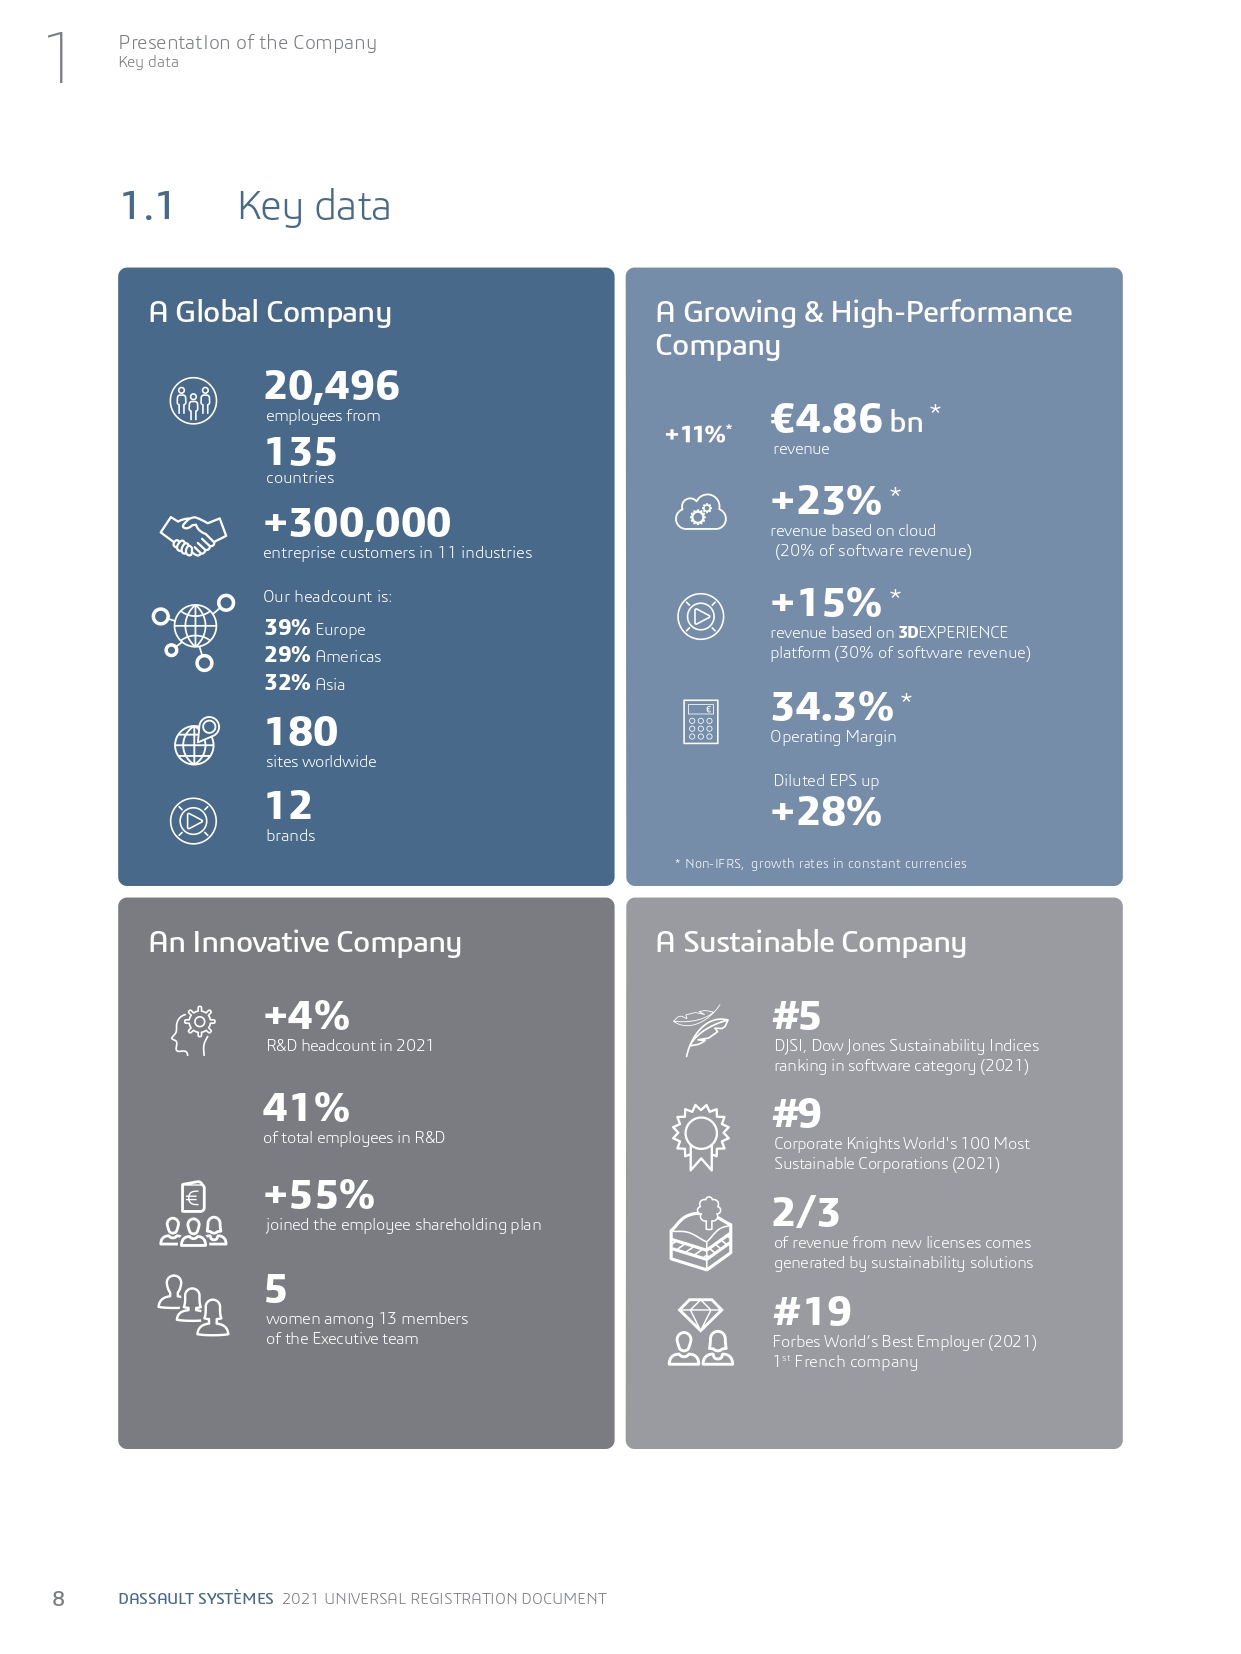 1
Presentation of the Company
Key data
1.1 Key data
A Global Company
20,496
employees from
135
countries
+300,000
entreprise customers in 11 industries
Our headcount is:
39% Europe
29% Americas
32% Asia
180
sites worldwide
12
brands
A Growing & High-Performance
Company
+11%*
€4.86 bn *
revenue
+23% *
revenue based on cloud
(20% of software revenue)
+15% *
revenue based on 3DEXPERIENCE
platform (30% of software revenue)
€
34.3% *
Operating Margin
Diluted EPS up
+28%
* Non-IFRS, growth rates in constant currencies
An Innovative Company
+4%
R&D headcount in 2021
41%
of total employees in R&D
€
+55%
joined the employee shareholding plan
5
women among 13 members
of the Executive team
A Sustainable Company
#5
DJSI, Dow Jones Sustainability Indices
ranking in software category (2021)
#9
Corporate Knights World's 100 Most
Sustainable Corporations (2021)
2/3
of revenue from new licenses comes
generated by sustainability solutions
#19
Forbes World's Best Employer (2021)
1st French company
8 DASSAULT SYSTÈMES 2021 UNIVERSAL REGISTRATION DOCUMENT